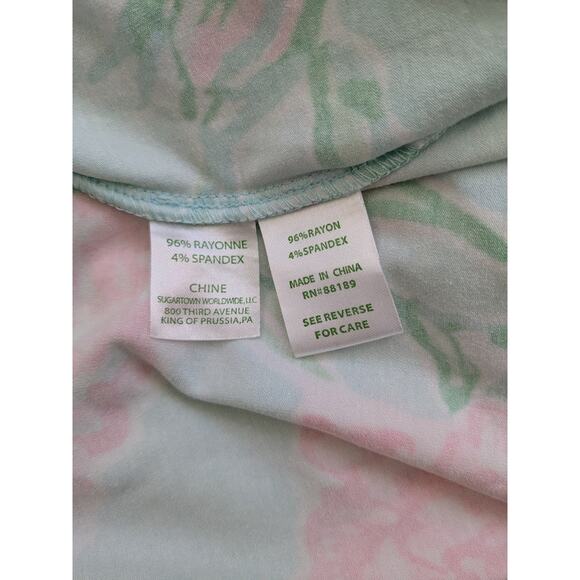 96% RAYONNE
4% SPANDEX
CHINE
SUGARTOWN WORLDWIDE, LLC
800 THIRD AVENUE
KING OF PRUSSIA, PA
96% RAYON
4% SPANDEX
MADE IN CHINA
RN#88189
SEE REVERSE
FOR CARE